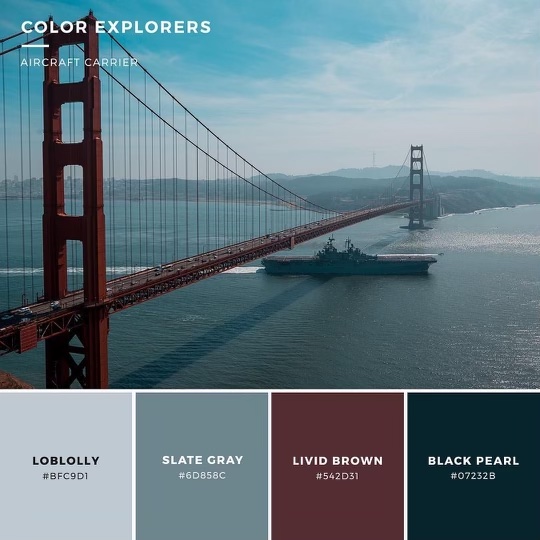 COLOR EXPLORERS
AIRCRAFT CARRIER
LOBLOLLY
#BFC9D1
SLATE GRAY
#6D858C
LIVID BROWN
#542D31
BLACK PEARL
#07232B